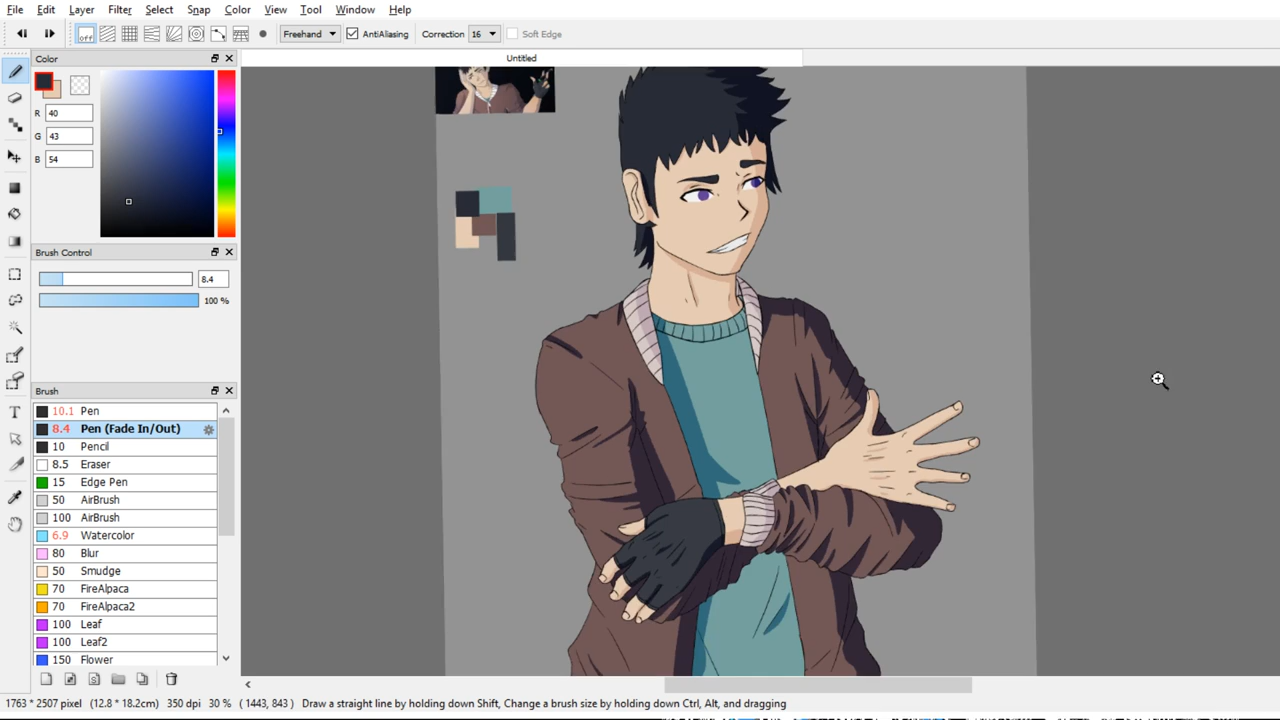 File Edit Layer Filter Select Snap Color View Tool Window Help
off Freehand AntiAliasing Correction 16 Soft Edge
Color
Untitled
R 40
G 43
B 54
Brush Control
8.4
100 %
Brush
10.1 Pen
8.4 Pen (Fade In/Out)
10 Pencil
8.5 Eraser
15 Edge Pen
50 AirBrush
100 AirBrush
6.9 Watercolor
80 Blur
50 Smudge
70 FireAlpaca
70 FireAlpaca2
100 Leaf
100 Leaf2
150 Flower
1763 * 2507 pixel (12.8 * 18.2cm) 350 dpi 30 % ( 1443, 843 ) Draw a straight line by holding down Shift, Change a brush size by holding down Ctrl, Alt, and dragging